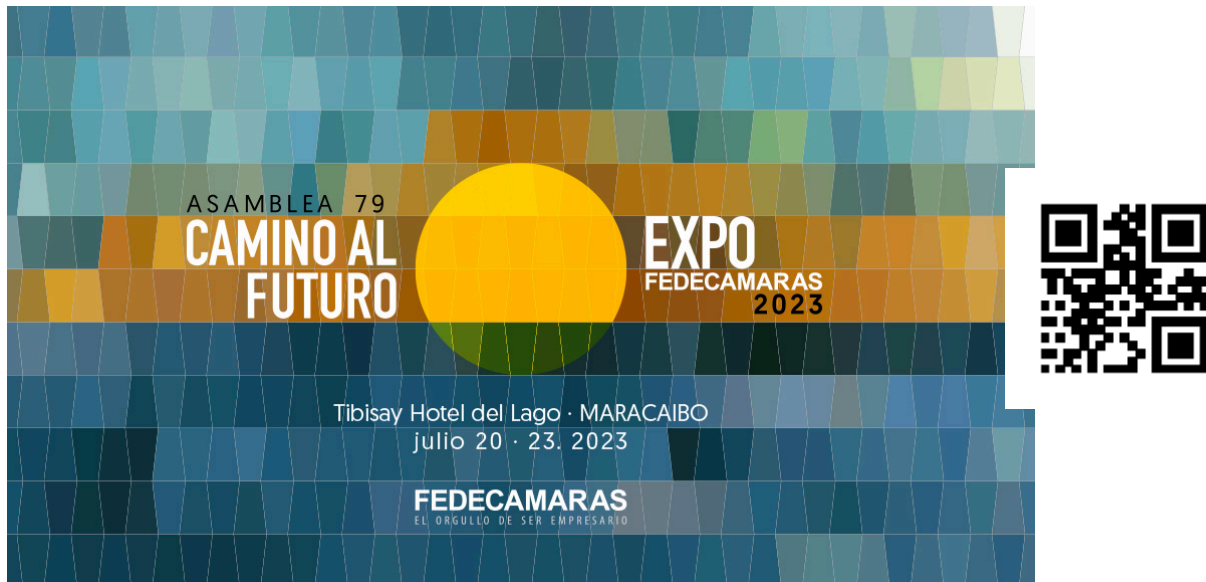 ASAMBLEA 79
CAMINO AL
FUTURO
EXPO
FEDECAMARAS
2023
Tibisay Hotel del Lago · MARACAIBO
julio 20 · 23. 2023
FEDECAMARAS
EL ORGULLO DE SER EMPRESARIO